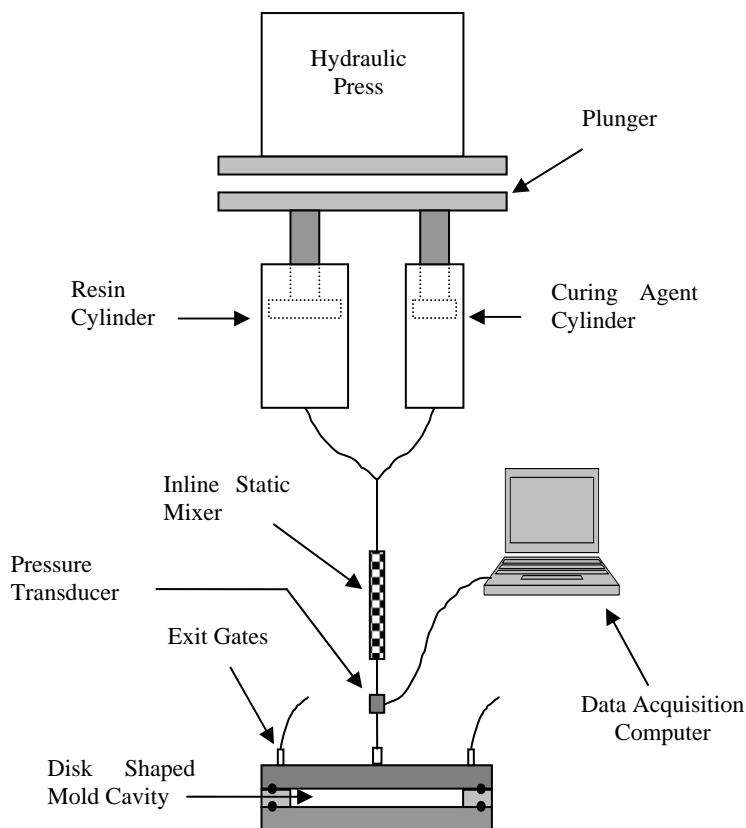 Hydraulic
Press
Plunger
Resin
Cylinder
Curing Agent
Cylinder
Inline Static
Mixer
Pressure
Transducer
Exit Gates
Data Acquisition
Computer
Disk Shaped
Mold Cavity